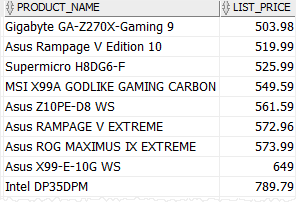 PRODUCT_NAME LIST_PRICE
Gigabyte GA-Z270X-Gaming 9 503.98
Asus Rampage V Edition 10 519.99
Supermicro H8DG6-F 525.99
MSI X99A GODLIKE GAMING CARBON 549.59
Asus Z10PE-D8 WS 561.59
Asus RAMPAGE V EXTREME 572.96
Asus ROG MAXIMUS IX EXTREME 573.99
Asus X99-E-10G WS 649
Intel DP35DPM 789.79